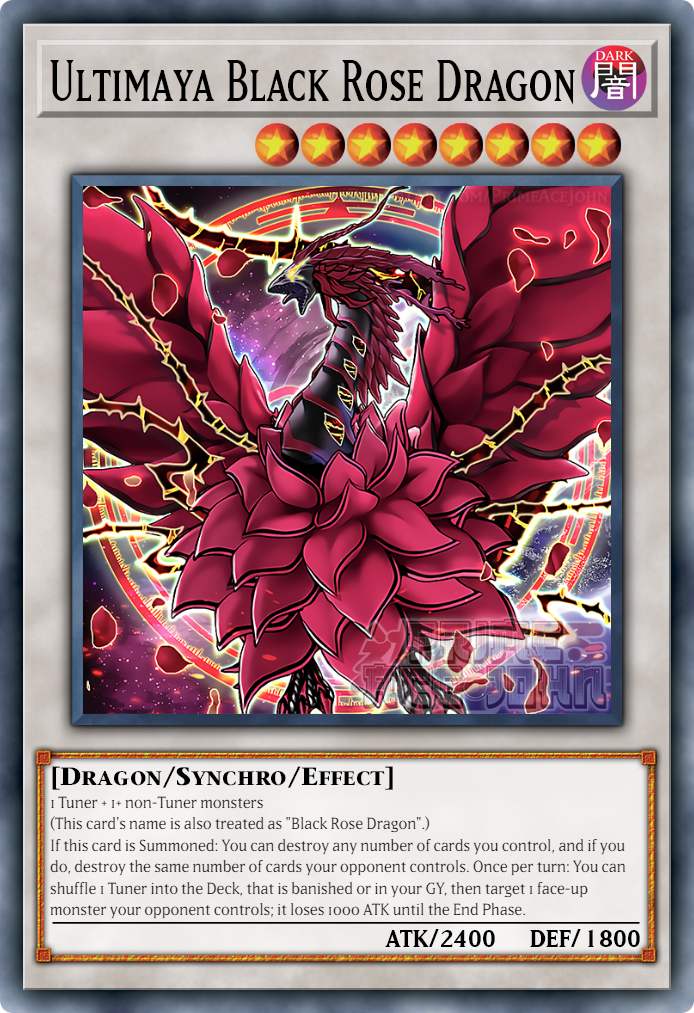 Ultimaya Black Rose Dragon
DARK
闇
PrimeAceJohn
[Dragon/Synchro/Effect]
1 Tuner + 1+ non-Tuner monsters
(This card's name is also treated as "Black Rose Dragon".)
If this card is Summoned: You can destroy any number of cards you control, and if you
do, destroy the same number of cards your opponent controls. Once per turn: You can
shuffle 1 Tuner into the Deck, that is banished or in your GY, then target 1 face-up
monster your opponent controls; it loses 1000 ATK until the End Phase.
ATK/2400 DEF/1800